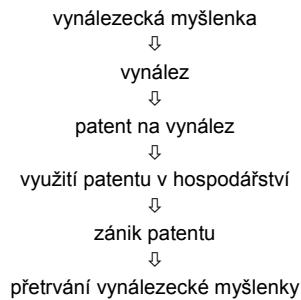 vynálezecká myšlenka
⇩
vynález
⇩
patent na vynález
⇩
využití patentu v hospodářství
⇩
zánik patentu
⇩
přetrvání vynálezecké myšlenky